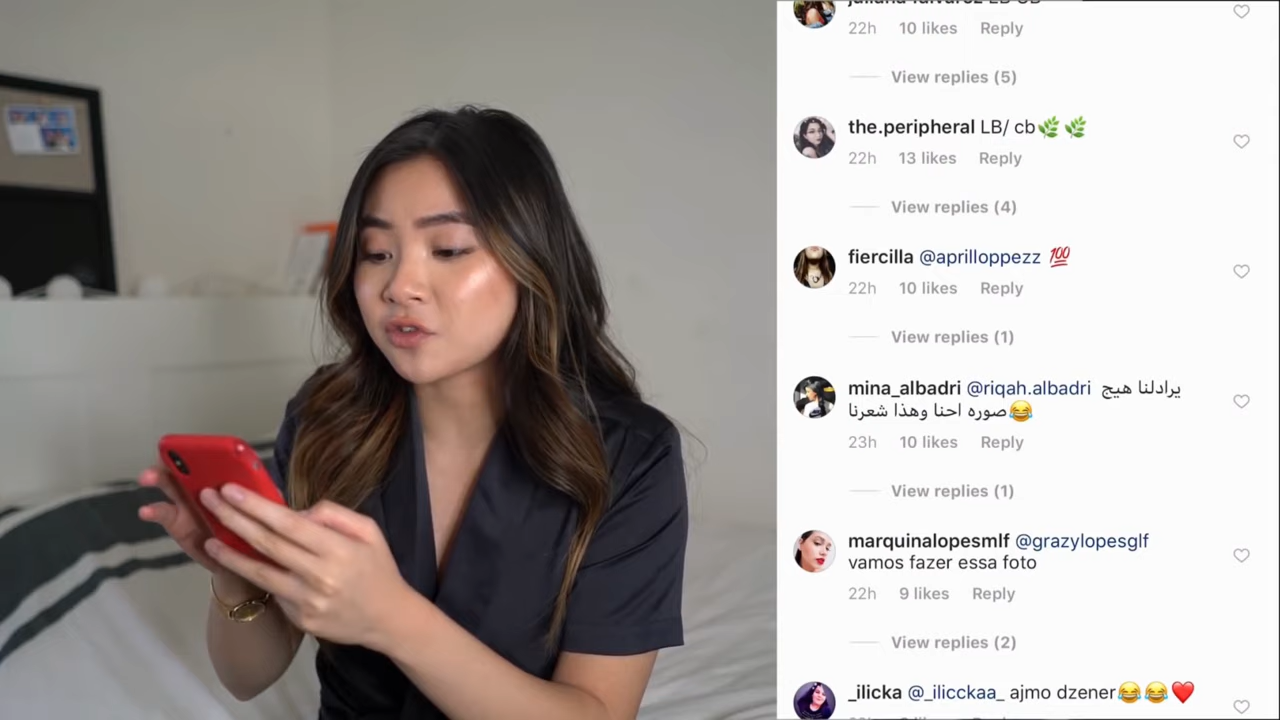 22h 10 likes Reply
View replies (5)
the.peripheral LB/ cb🌿🌿
22h 13 likes Reply
View replies (4)
fiercilla @aprilloppezz 💯
22h 10 likes Reply
View replies (1)
mina_albadri @riqah.albadri يرادلنا هيج
صوره احنا وهذا شعرنا😂
23h 10 likes Reply
View replies (1)
marquinalopesmlf @grazylopesglf
vamos fazer essa foto
22h 9 likes Reply
View replies (2)
_ilicka @_ilicckaa_ ajmo dzener😂😂❤️